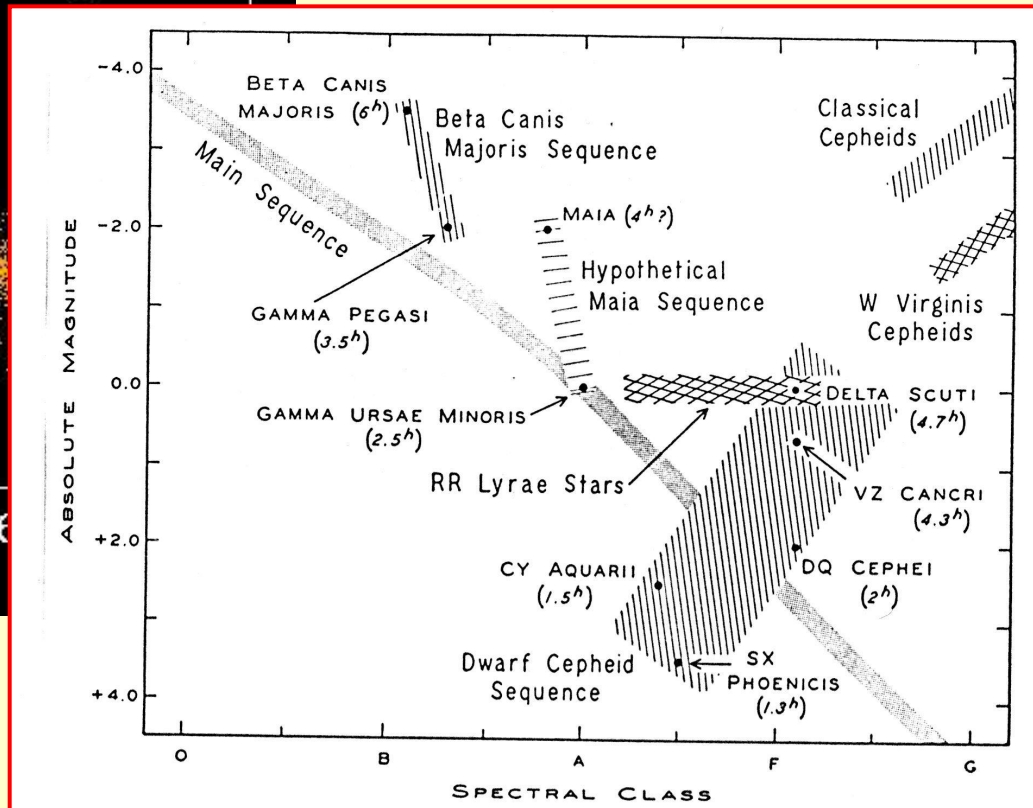 -4.0
-2.0
0.0
+2.0
+4.0
ABSOLUTE MAGNITUDE
BETA CANIS
MAJORIS (6h)
Beta Canis
Majoris Sequence
Main Sequence
Classical
Cepheids
MAIA (4h?)
Hypothetical
Maia Sequence
GAMMA PEGASI
(3.5h)
W Virginis
Cepheids
GAMMA URSAE MINORIS
(2.5h)
DELTA SCUTI
(4.7h)
RR Lyrae Stars
VZ CANCRI
(4.3h)
CY AQUARII
(1.5h)
DQ CEPHEI
(2h)
Dwarf Cepheid
Sequence
SX
PHOENICIS
(1.3h)
O B A F G
SPECTRAL CLASS